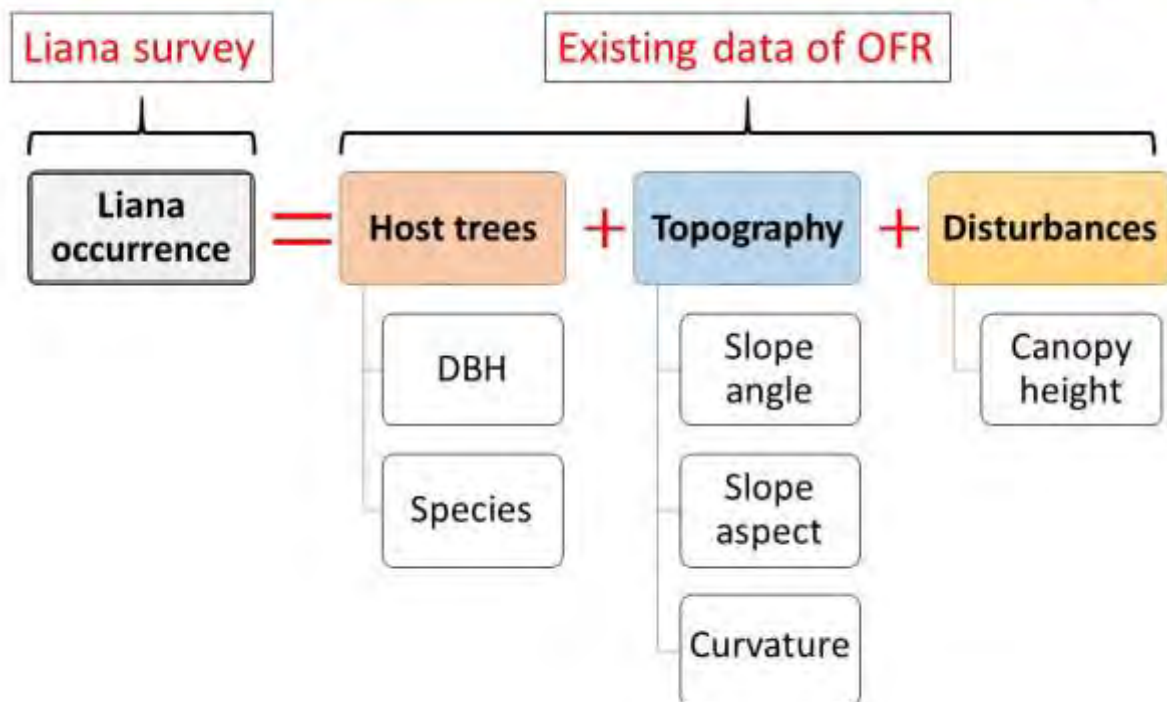 Liana survey
Existing data of OFR
Liana
occurrence
=
Host trees
+
Topography
+
Disturbances
DBH
Species
Slope
angle
Slope
aspect
Curvature
Canopy
height